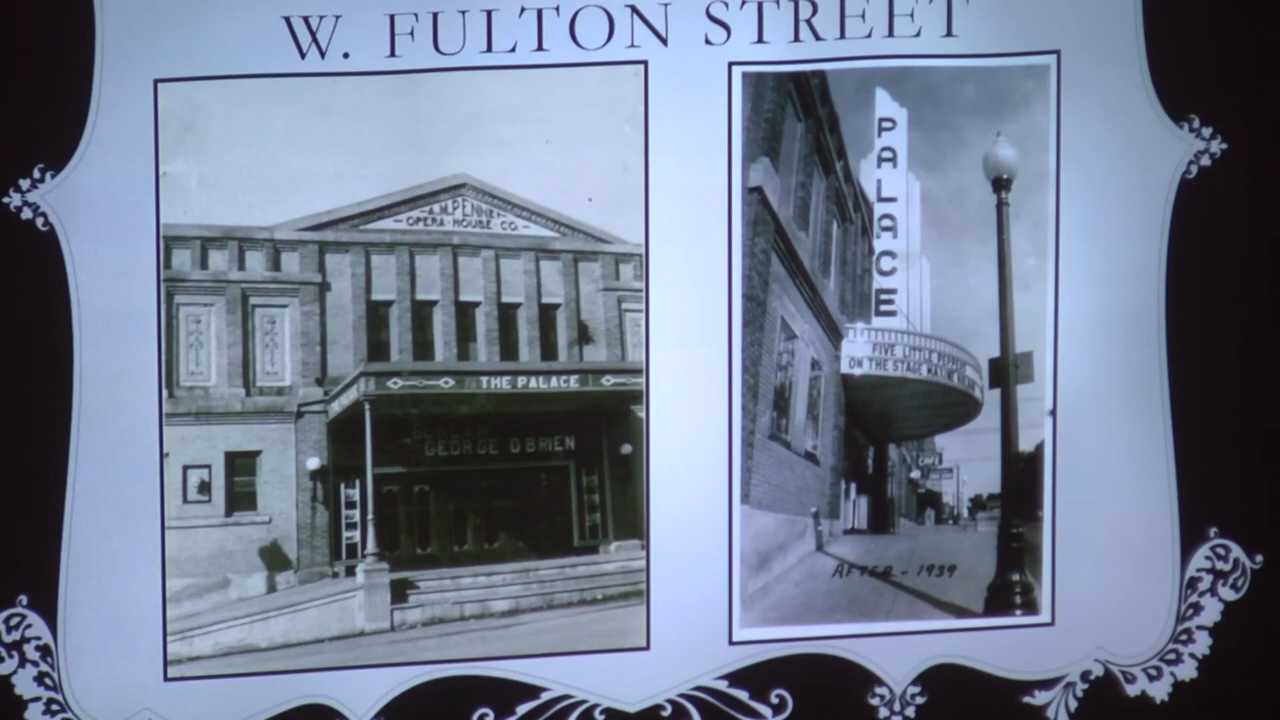 W. FULTON STREET
A.M. PENNEY
OPERA HOUSE CO.
THE PALACE
GEORGE O'BRIEN
PALACE
FIVE LITTLE PEPPERS
ON THE STAGE
CAFE
AFTER - 1939